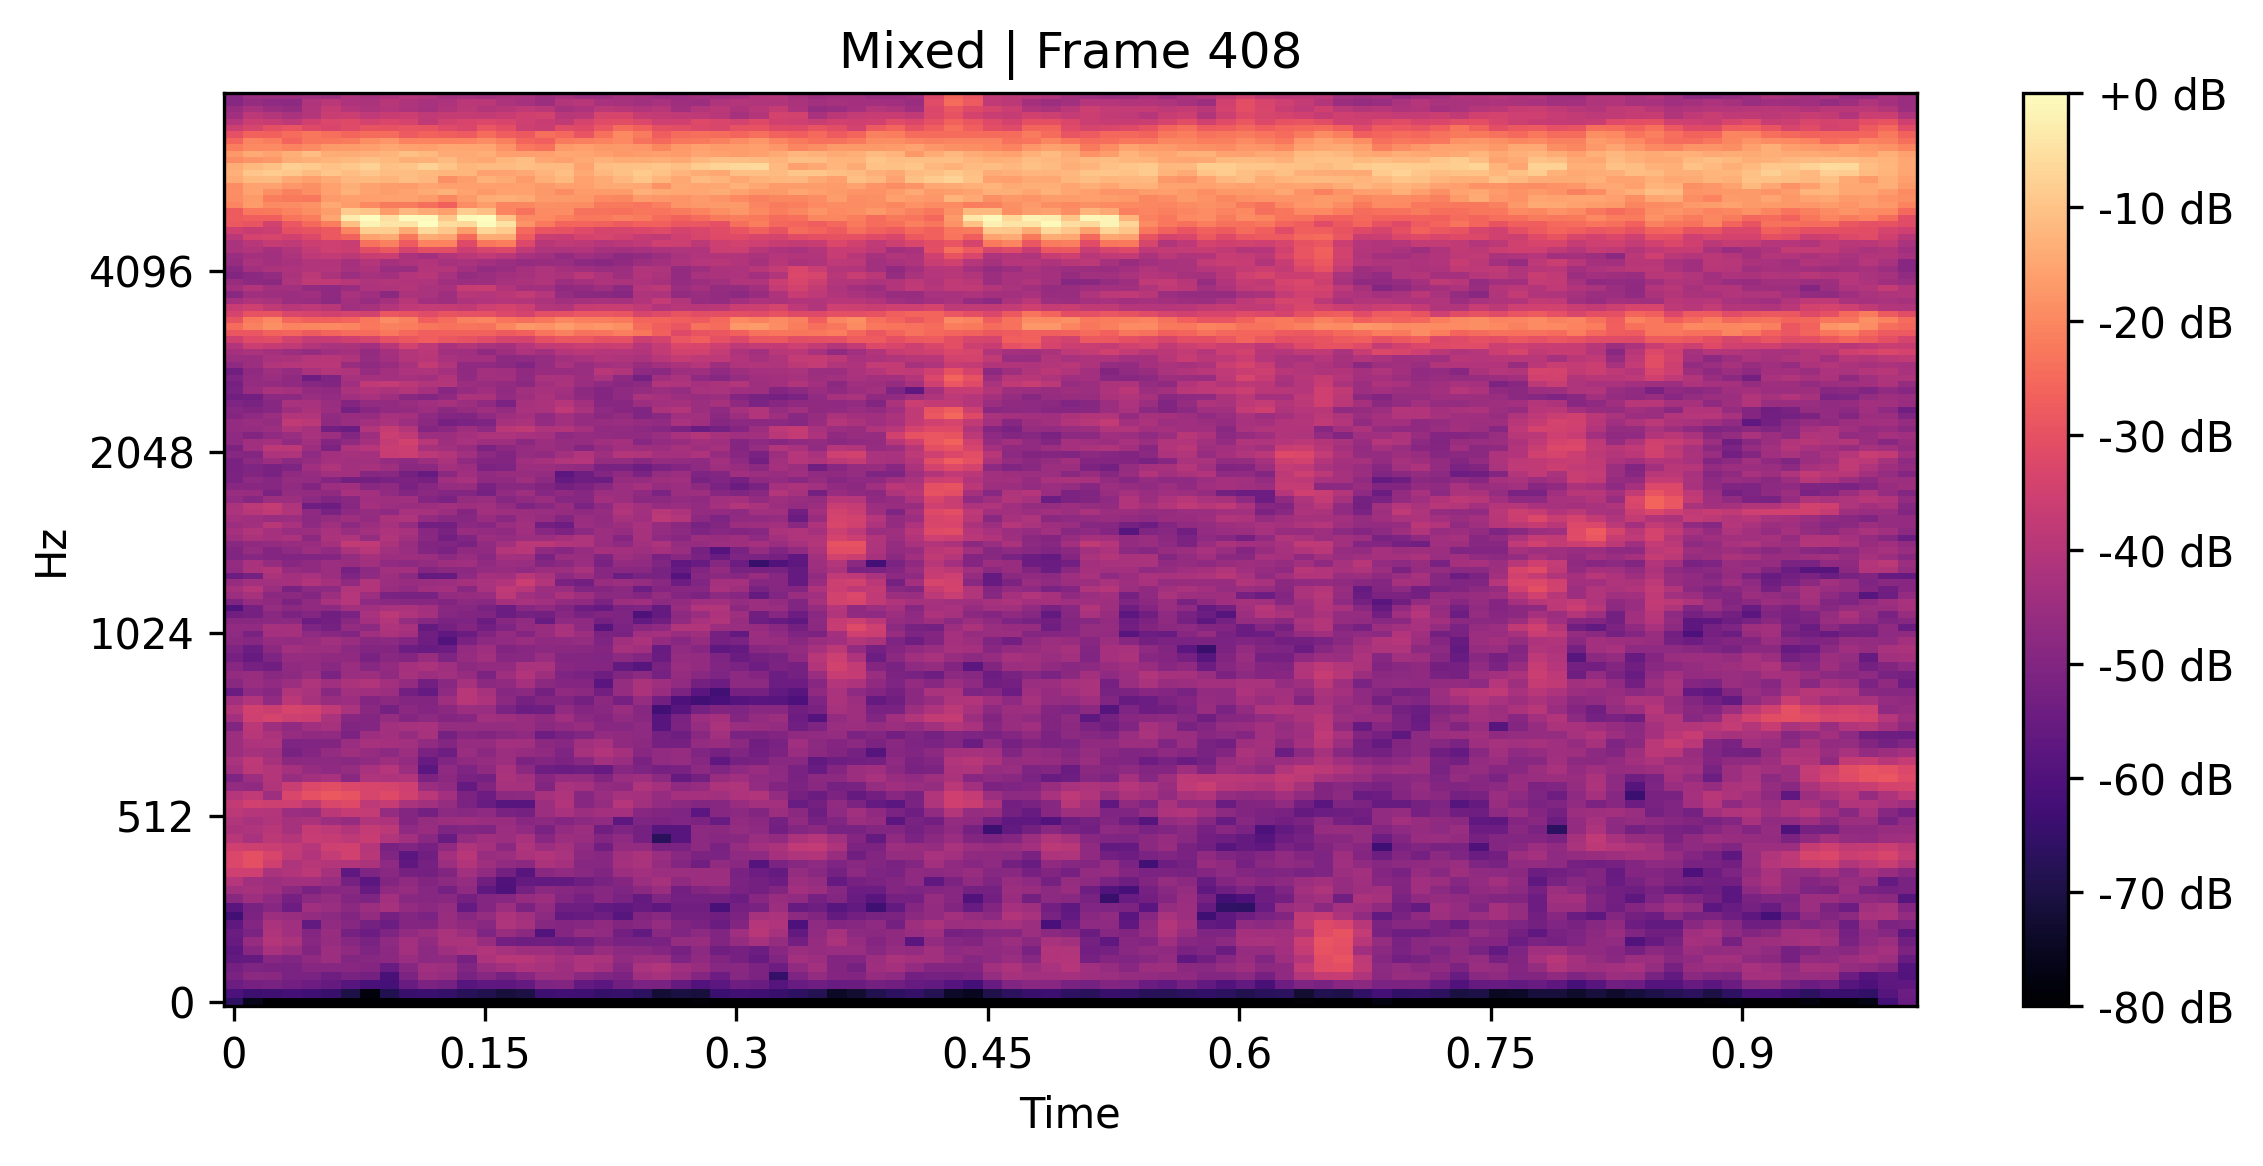 Mixed | Frame 408
+0 dB
-10 dB
4096
-20 dB
-30 dB
2048
-40 dB
Hz
1024
-50 dB
-60 dB
512
-70 dB
0
-80 dB
0 0.15 0.3 0.45 0.6 0.75 0.9
Time